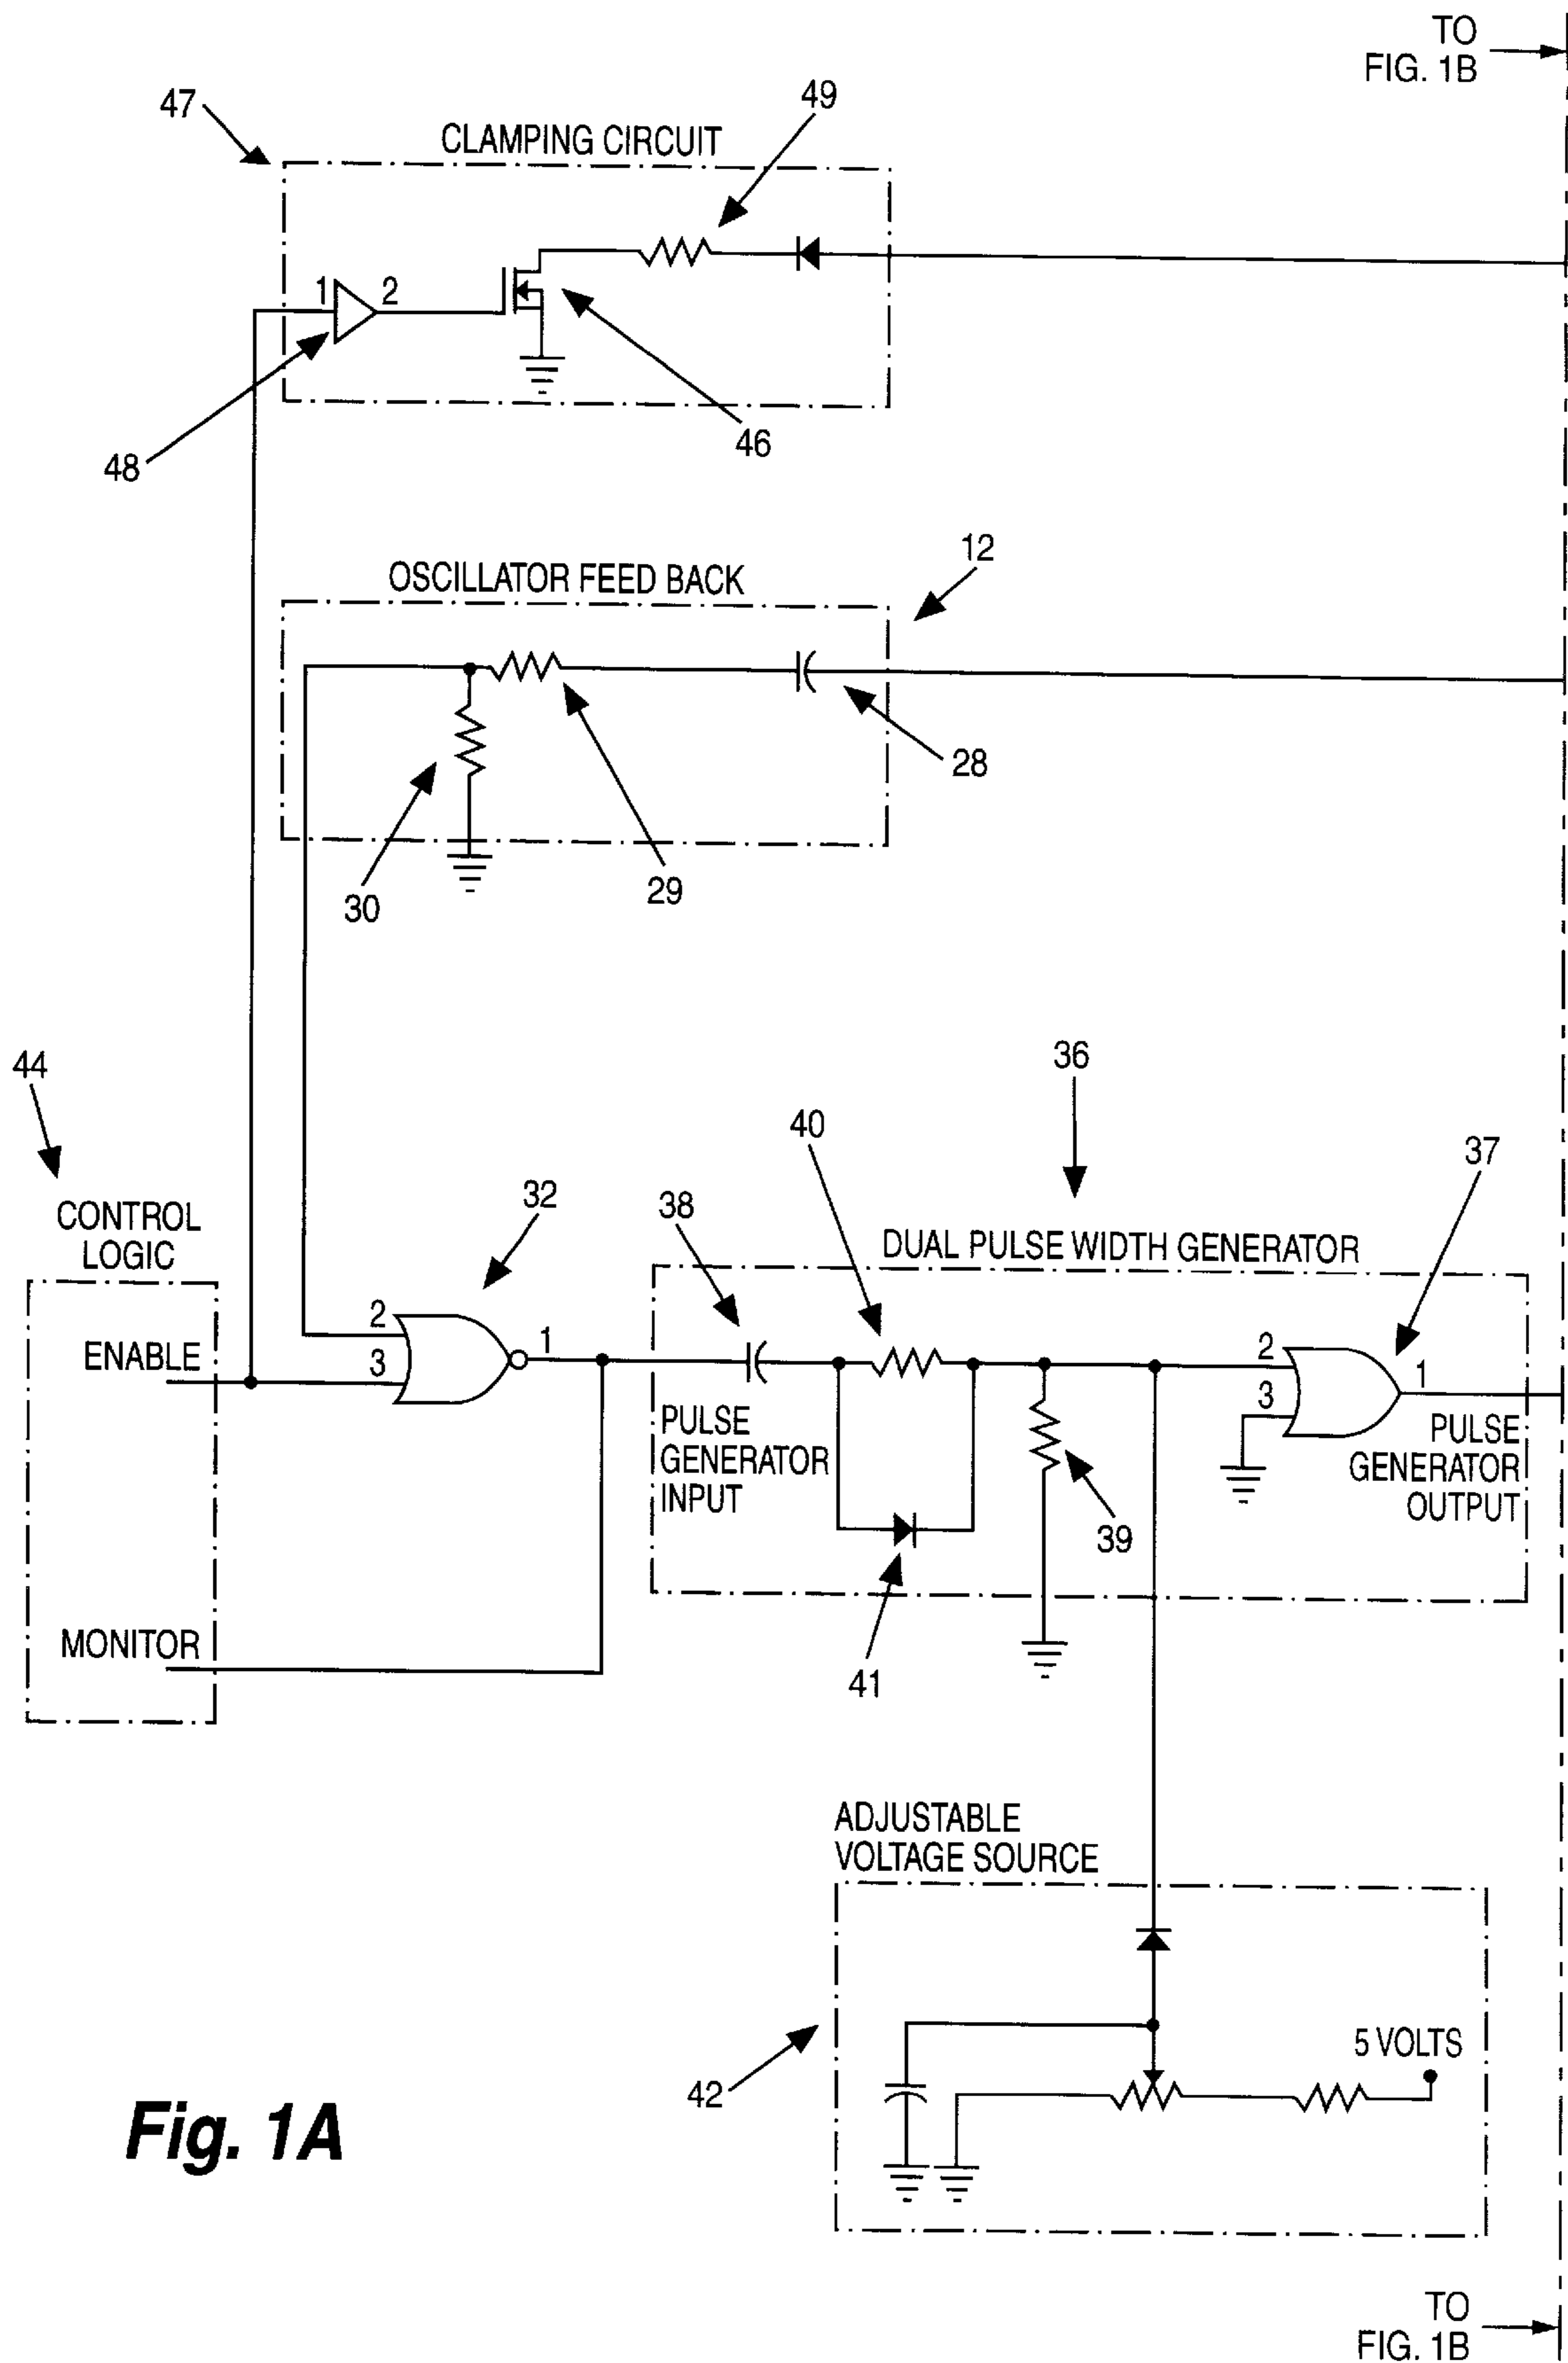 TO
FIG. 1B
47
49
CLAMPING CIRCUIT
1
2
48
46
12
OSCILLATOR FEED BACK
28
30
29
44
36
40
37
CONTROL
LOGIC
32
38
DUAL PULSE WIDTH GENERATOR
ENABLE
2
3
1
2
3
1
PULSE
GENERATOR
INPUT
PULSE
GENERATOR
OUTPUT
39
41
MONITOR
ADJUSTABLE
VOLTAGE SOURCE
42
5 VOLTS
Fig. 1A
TO
FIG. 1B